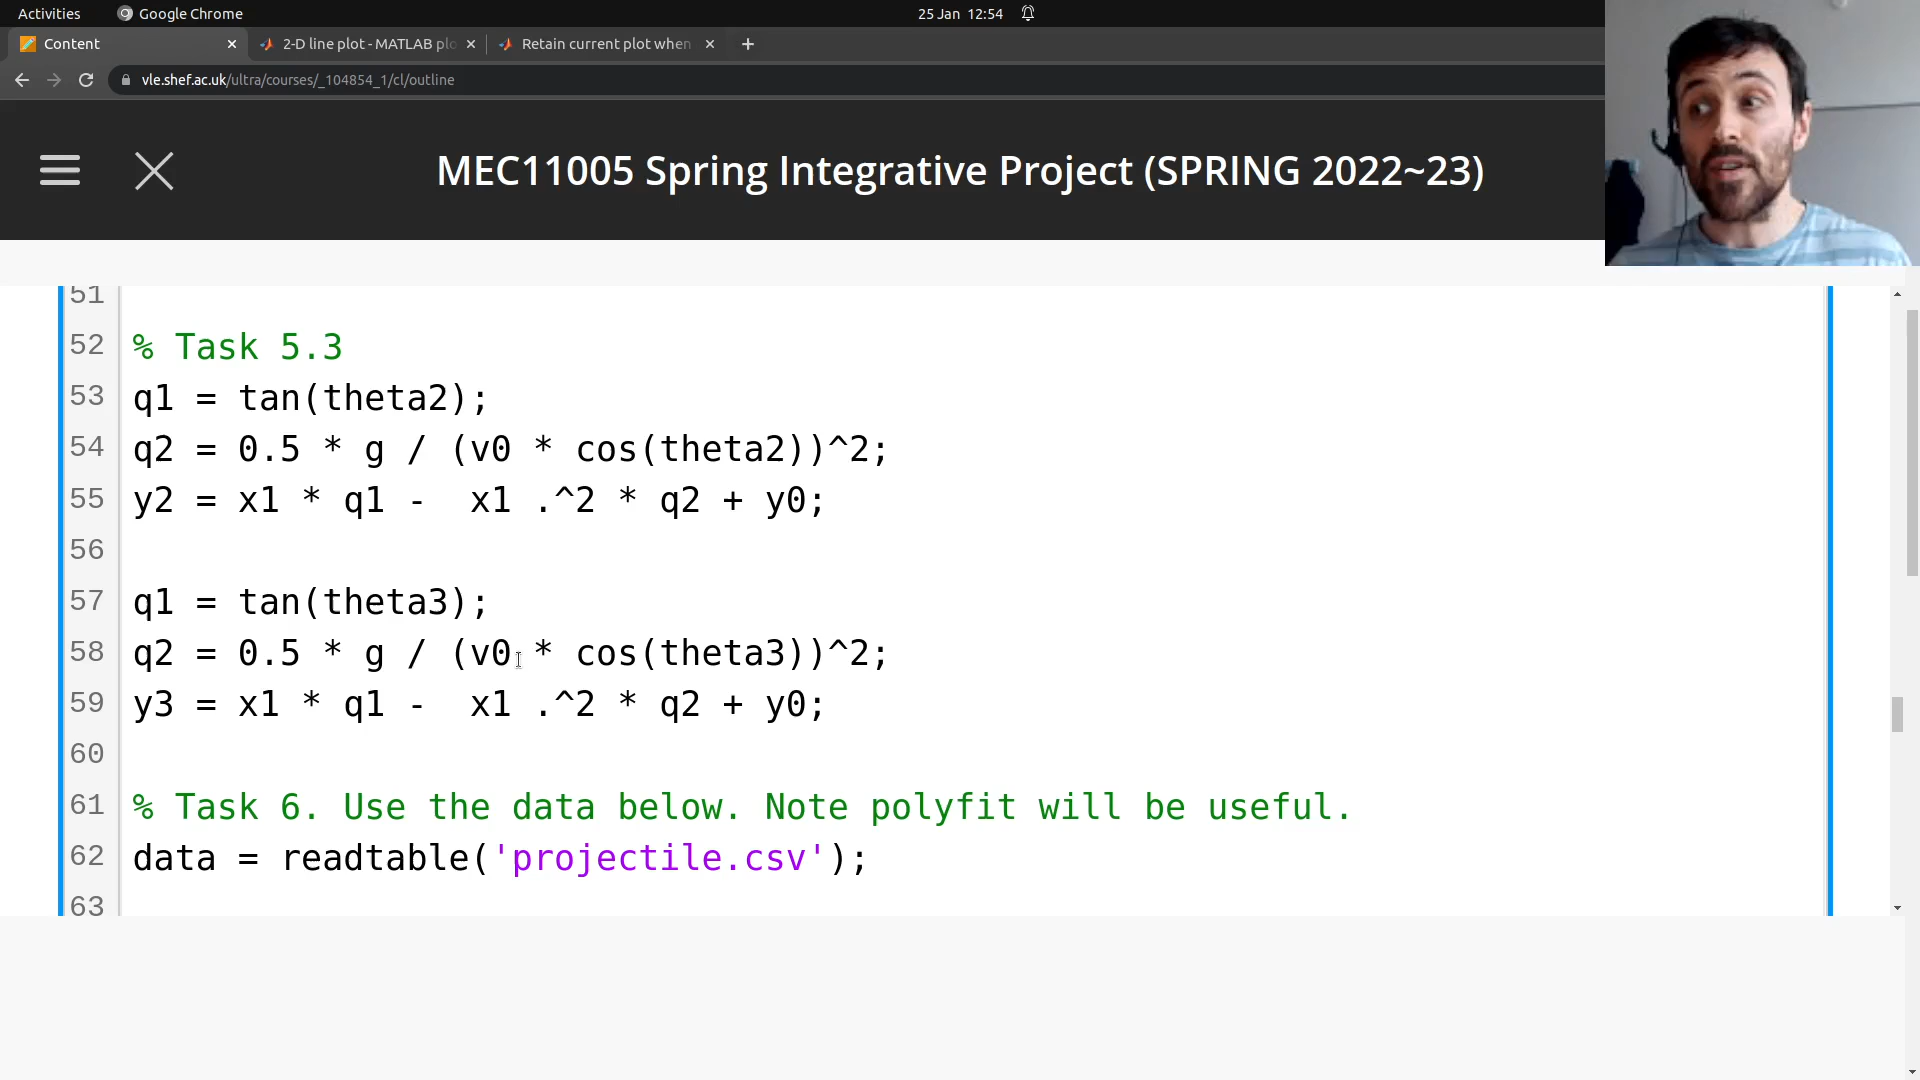 Activities Google Chrome 25 Jan 12:54
Content 2-D line plot - MATLAB plo Retain current plot when
vle.shef.ac.uk/ultra/courses/_104854_1/cl/outline
MEC11005 Spring Integrative Project (SPRING 2022~23)
51
52 % Task 5.3
53 q1 = tan(theta2);
54 q2 = 0.5 * g / (v0 * cos(theta2))^2;
55 y2 = x1 * q1 -  x1 .^2 * q2 + y0;
56
57 q1 = tan(theta3);
58 q2 = 0.5 * g / (v0 * cos(theta3))^2;
59 y3 = x1 * q1 -  x1 .^2 * q2 + y0;
60
61 % Task 6. Use the data below. Note polyfit will be useful.
62 data = readtable('projectile.csv');
63